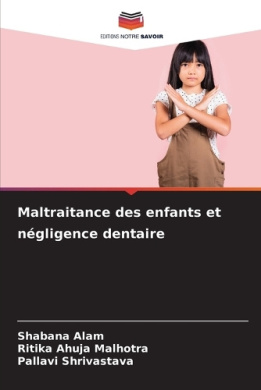 EDITIONS NOTRE SAVOIR
Maltraitance des enfants et
négligence dentaire
Shabana Alam
Ritika Ahuja Malhotra
Pallavi Shrivastava